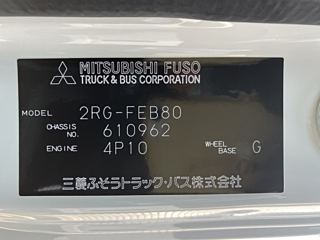 MITSUBISHI FUSO
TRUCK & BUS CORPORATION
MODEL 2RG-FEB80
CHASSIS NO. 610962
ENGINE 4P10 WHEEL BASE G
三菱ふそうトラック・バス株式会社